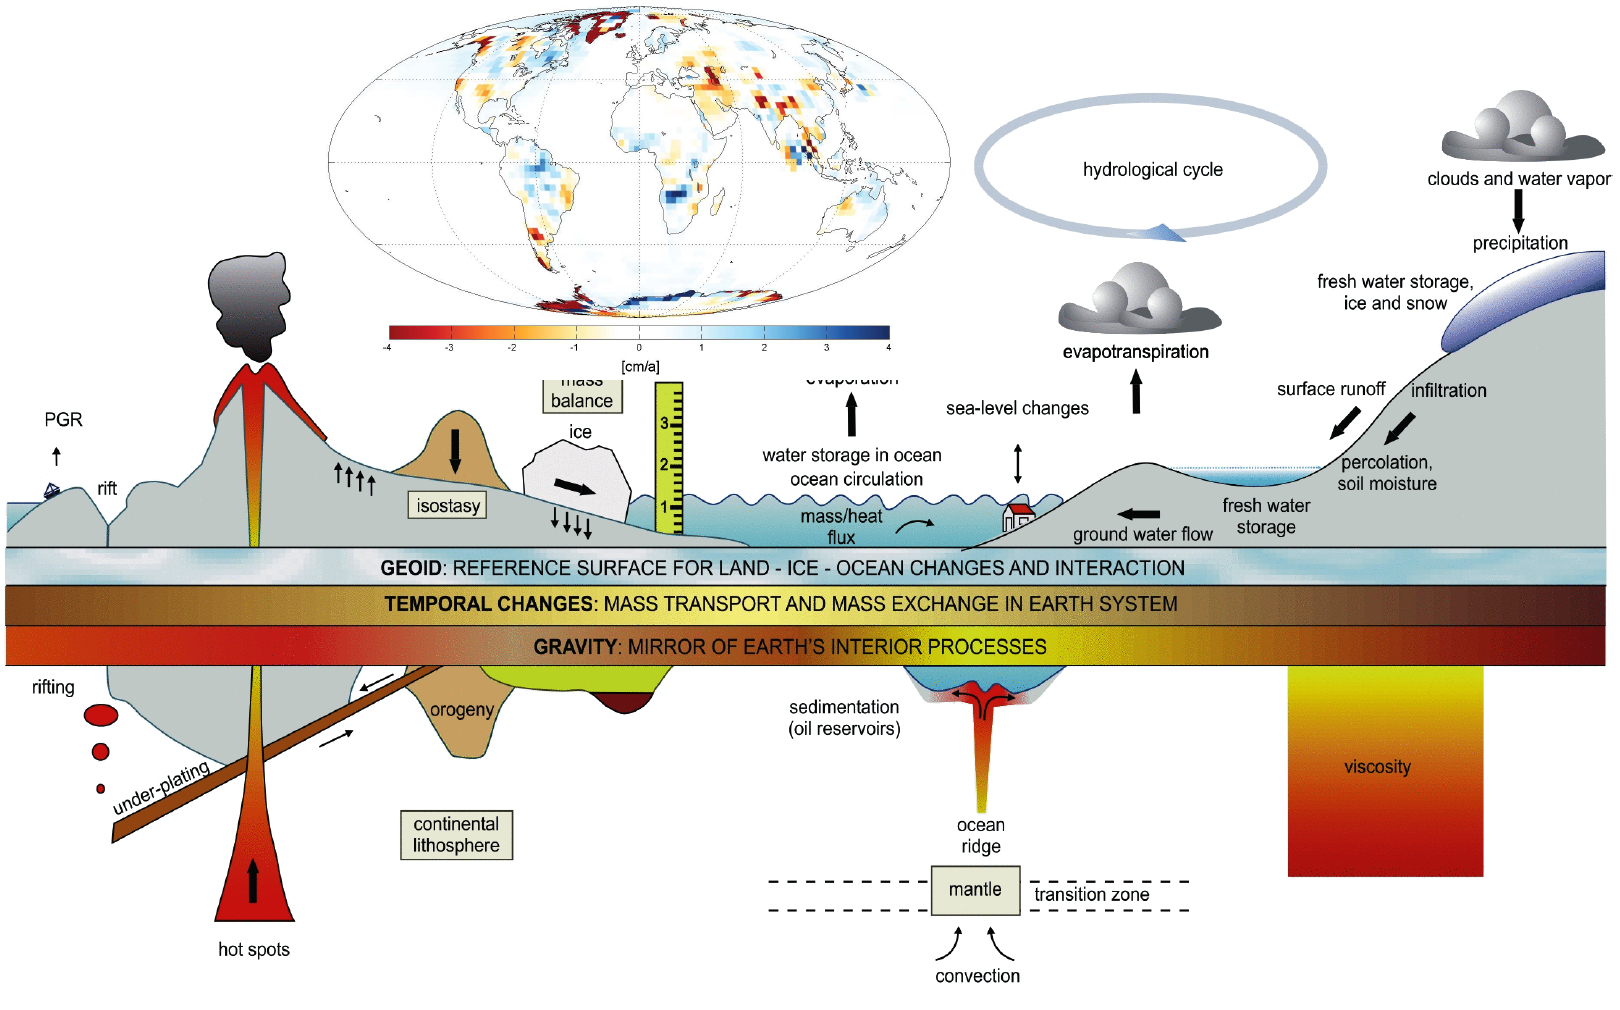 hydrological cycle
clouds and water vapor
precipitation
fresh water storage,
ice and snow
-4 -3 -2 -1 0 1 2 3 4
[cm/a]
evapotranspiration
mass
balance
evaporation
surface runoff
infiltration
sea-level changes
PGR
ice
3
2
1
water storage in ocean
ocean circulation
percolation,
soil moisture
rift
isostasy
mass/heat
flux
fresh water
storage
ground water flow
GEOID: REFERENCE SURFACE FOR LAND - ICE - OCEAN CHANGES AND INTERACTION
TEMPORAL CHANGES: MASS TRANSPORT AND MASS EXCHANGE IN EARTH SYSTEM
GRAVITY: MIRROR OF EARTH'S INTERIOR PROCESSES
rifting
orogeny
sedimentation
(oil reservoirs)
under-plating
viscosity
continental
lithosphere
ocean
ridge
mantle
transition zone
hot spots
convection